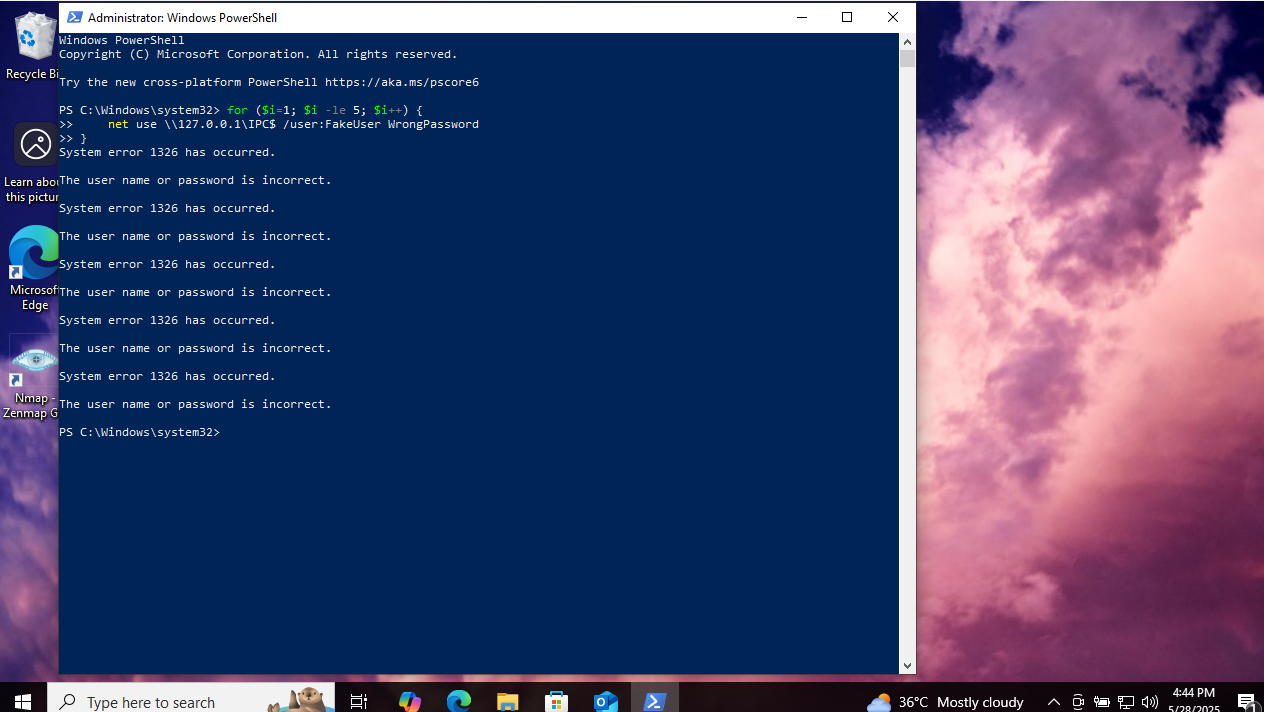 Administrator: Windows PowerShell
Windows PowerShell
Copyright (C) Microsoft Corporation. All rights reserved.
Try the new cross-platform PowerShell https://aka.ms/pscore6
PS C:\Windows\system32> for ($i=1; $i -le 5; $i++) {
>>     net use \\127.0.0.1\IPC$ /user:FakeUser WrongPassword
>> }
System error 1326 has occurred.
The user name or password is incorrect.
System error 1326 has occurred.
The user name or password is incorrect.
System error 1326 has occurred.
The user name or password is incorrect.
System error 1326 has occurred.
The user name or password is incorrect.
System error 1326 has occurred.
The user name or password is incorrect.
PS C:\Windows\system32>
Recycle Bi
Learn abou
this pictur
Microsof
Edge
Nmap -
Zenmap G
Type here to search
36°C Mostly cloudy
4:44 PM
5/28/2025
1